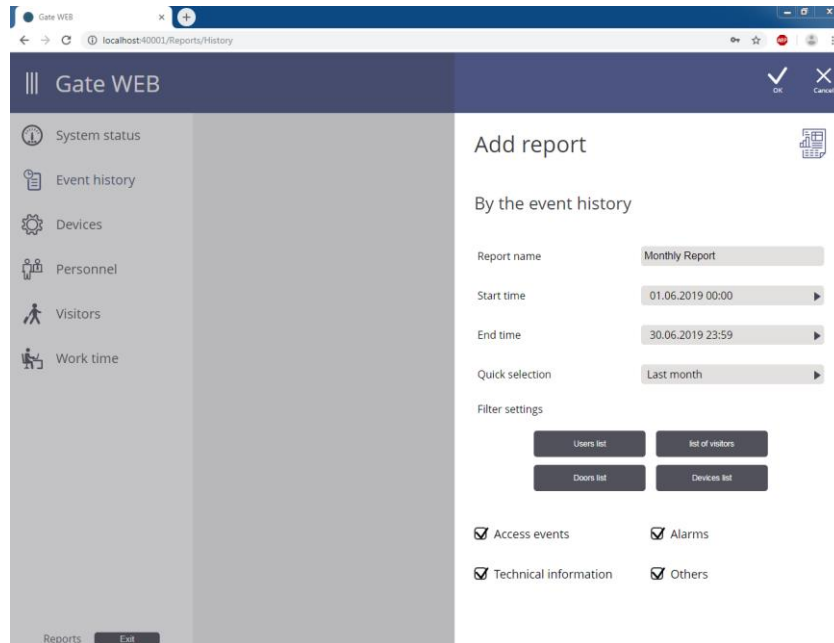 Gate WEB
localhost:40001/Reports/History
ABP
Gate WEB
OK
Cancel
System status
Event history
Devices
Personnel
Visitors
Work time
Reports
Exit
Add report
By the event history
Report name
Monthly Report
Start time
01.06.2019 00:00
End time
30.06.2019 23:59
Quick selection
Last month
Filter settings
Users list
list of visitors
Doors list
Devices list
Access events
Alarms
Technical information
Others